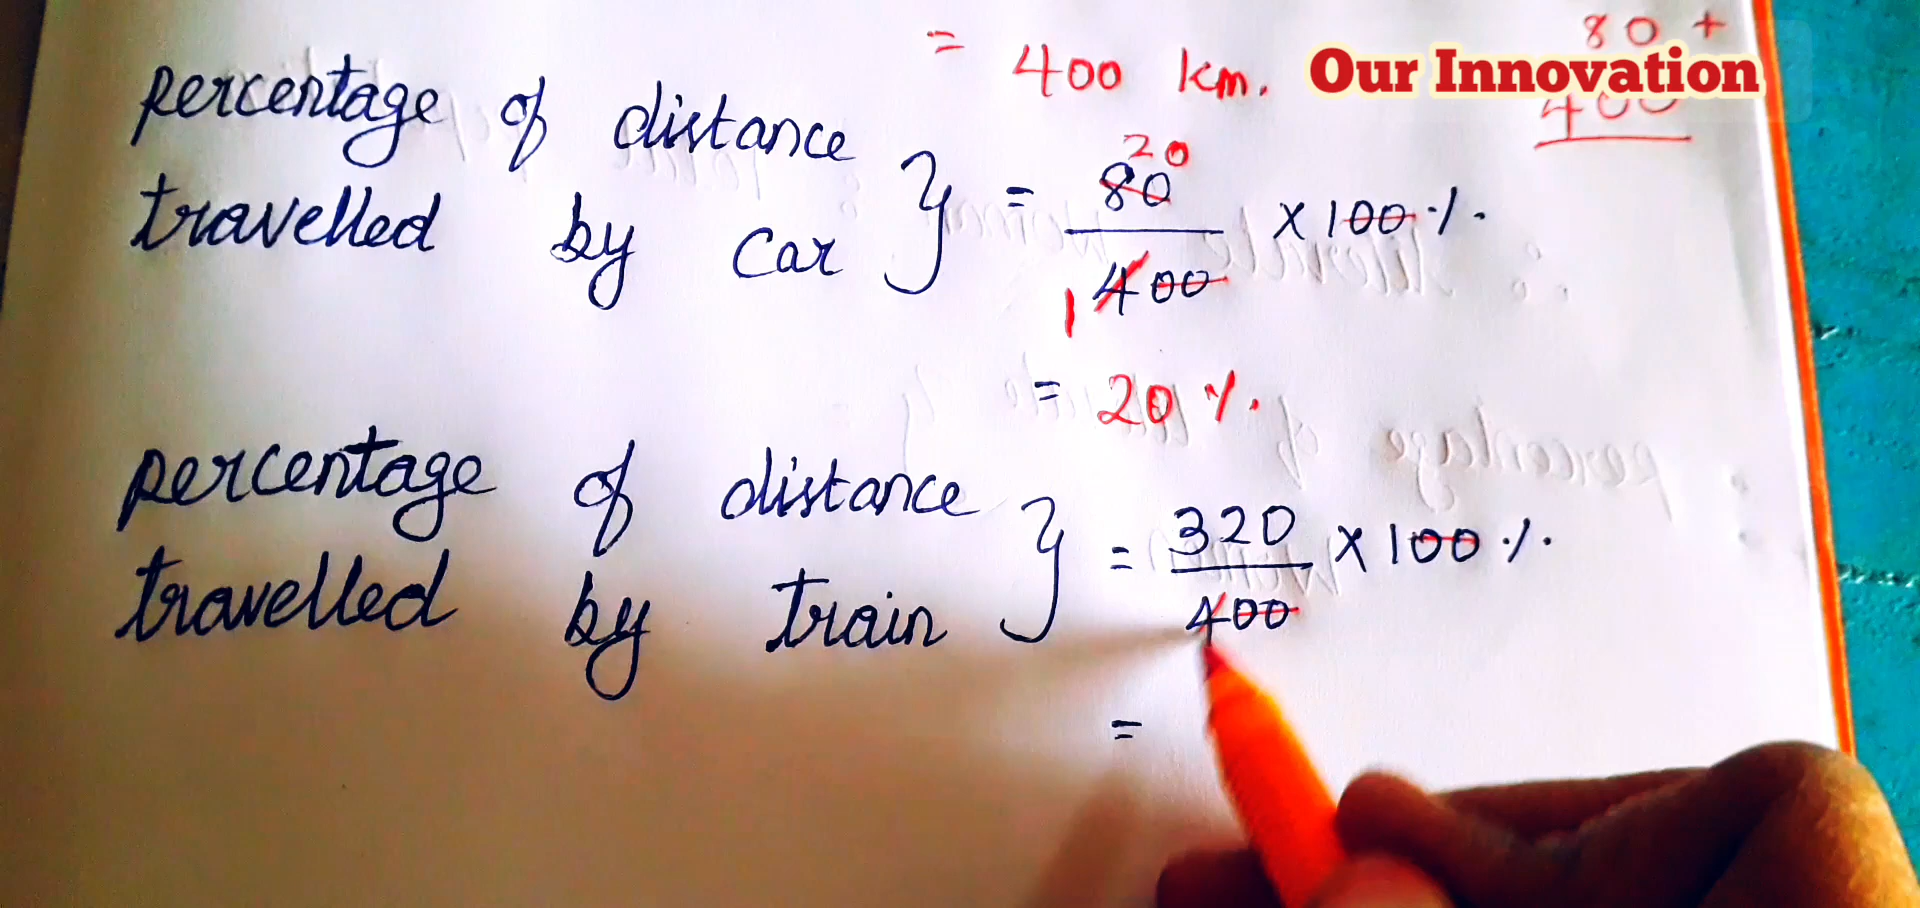 80 +
= 400 km. Our Innovation
400
percentage of distance
travelled by car } = 80/400 × 100 %.
20
1
= 20 %.
percentage of distance
travelled by train } = 320/400 × 100 %.
=